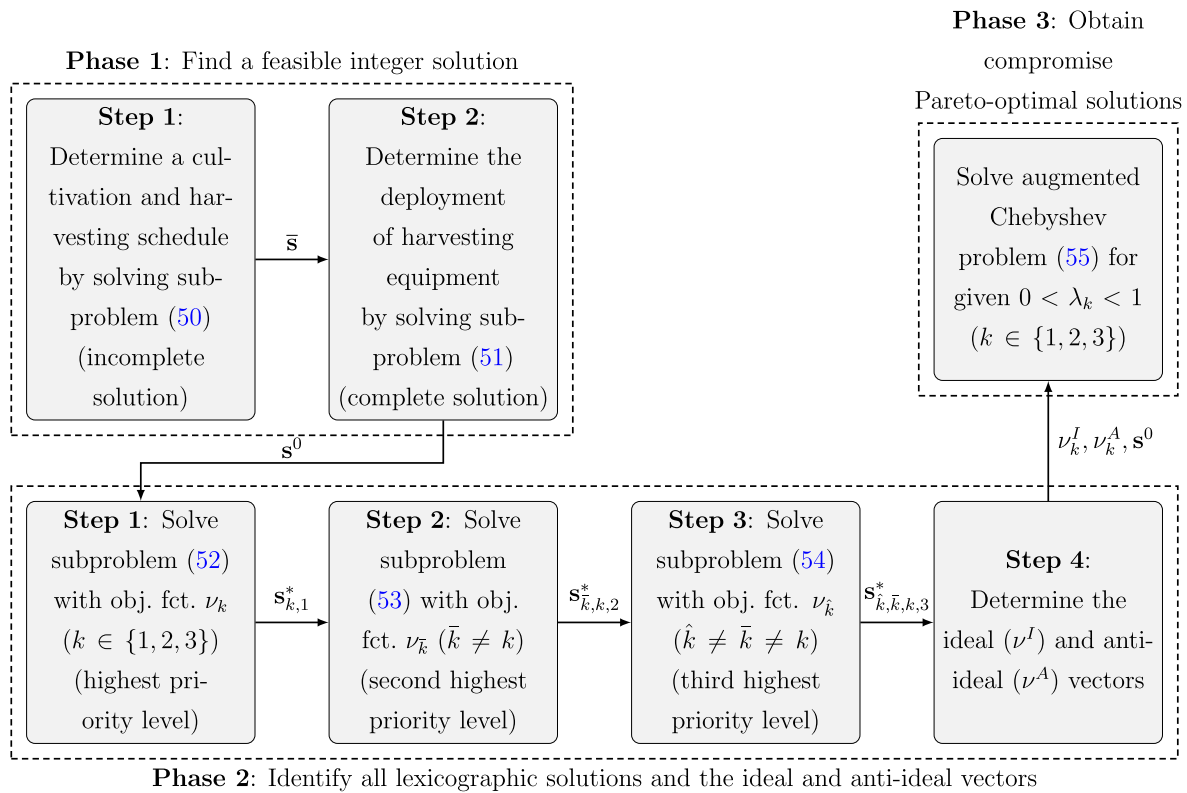 Phase 1: Find a feasible integer solution
Step 1:
Determine a cul-
tivation and har-
vesting schedule
by solving sub-
problem (50)
(incomplete
solution)
s̅
Step 2:
Determine the
deployment
of harvesting
equipment
by solving sub-
problem (51)
(complete solution)
s⁰
Step 1: Solve
subproblem (52)
with obj. fct. ν_k
(k ∈ {1, 2, 3})
(highest pri-
ority level)
s*_{k,1}
Step 2: Solve
subproblem
(53) with obj.
fct. ν_{k̄} (k̄ ≠ k)
(second highest
priority level)
s*_{k̄,k,2}
Step 3: Solve
subproblem (54)
with obj. fct. ν_{k̂}
(k̂ ≠ k̄ ≠ k)
(third highest
priority level)
s*_{k̂,k̄,k,3}
Step 4:
Determine the
ideal (ν^I) and anti-
ideal (ν^A) vectors
Phase 2: Identify all lexicographic solutions and the ideal and anti-ideal vectors
ν_k^I, ν_k^A, s⁰
Phase 3: Obtain
compromise
Pareto-optimal solutions
Solve augmented
Chebyshev
problem (55) for
given 0 < λ_k < 1
(k ∈ {1, 2, 3})